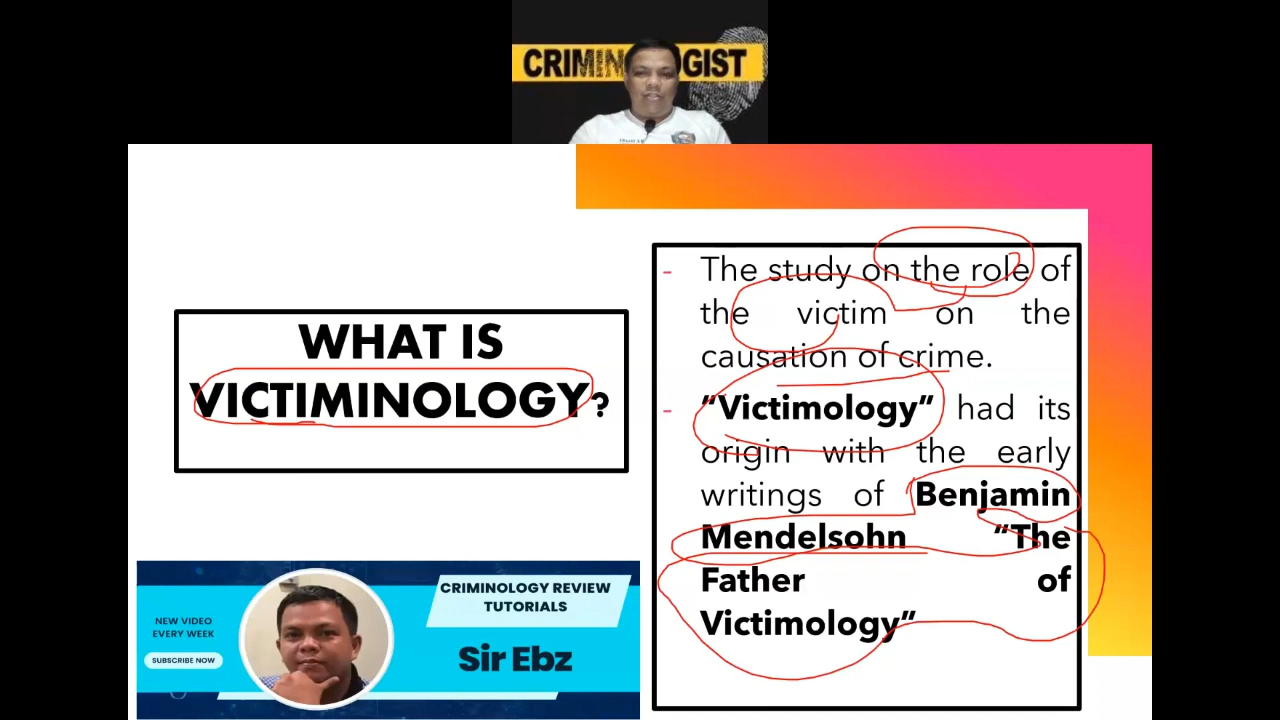 CRIMINOLOGIST
WHAT IS
VICTIMINOLOGY?
- The study on the role of
the victim on the
causation of crime.
- “Victimology” had its
origin with the early
writings of Benjamin
Mendelsohn “The
Father of
Victimology”
NEW VIDEO
EVERY WEEK
SUBSCRIBE NOW
CRIMINOLOGY REVIEW
TUTORIALS
Sir Ebz